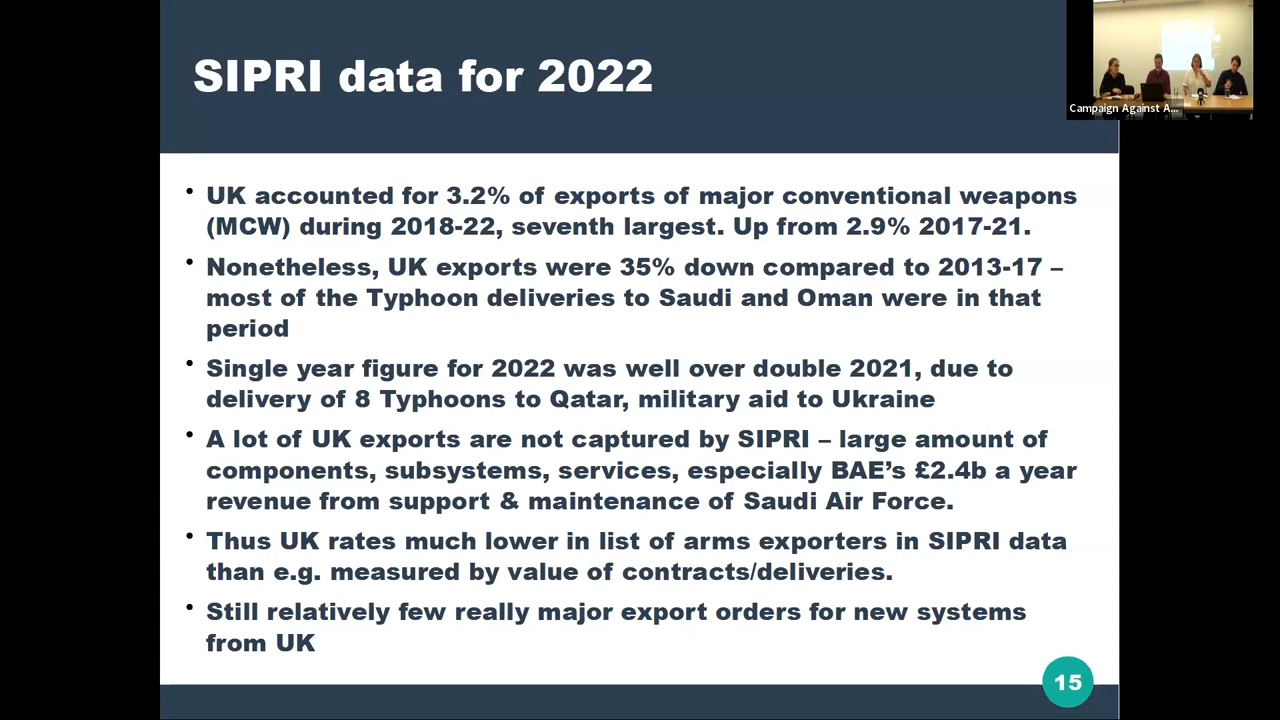 SIPRI data for 2022
Campaign Against A...
• UK accounted for 3.2% of exports of major conventional weapons
(MCW) during 2018-22, seventh largest. Up from 2.9% 2017-21.
• Nonetheless, UK exports were 35% down compared to 2013-17 –
most of the Typhoon deliveries to Saudi and Oman were in that
period
• Single year figure for 2022 was well over double 2021, due to
delivery of 8 Typhoons to Qatar, military aid to Ukraine
• A lot of UK exports are not captured by SIPRI – large amount of
components, subsystems, services, especially BAE’s £2.4b a year
revenue from support & maintenance of Saudi Air Force.
• Thus UK rates much lower in list of arms exporters in SIPRI data
than e.g. measured by value of contracts/deliveries.
• Still relatively few really major export orders for new systems
from UK
15